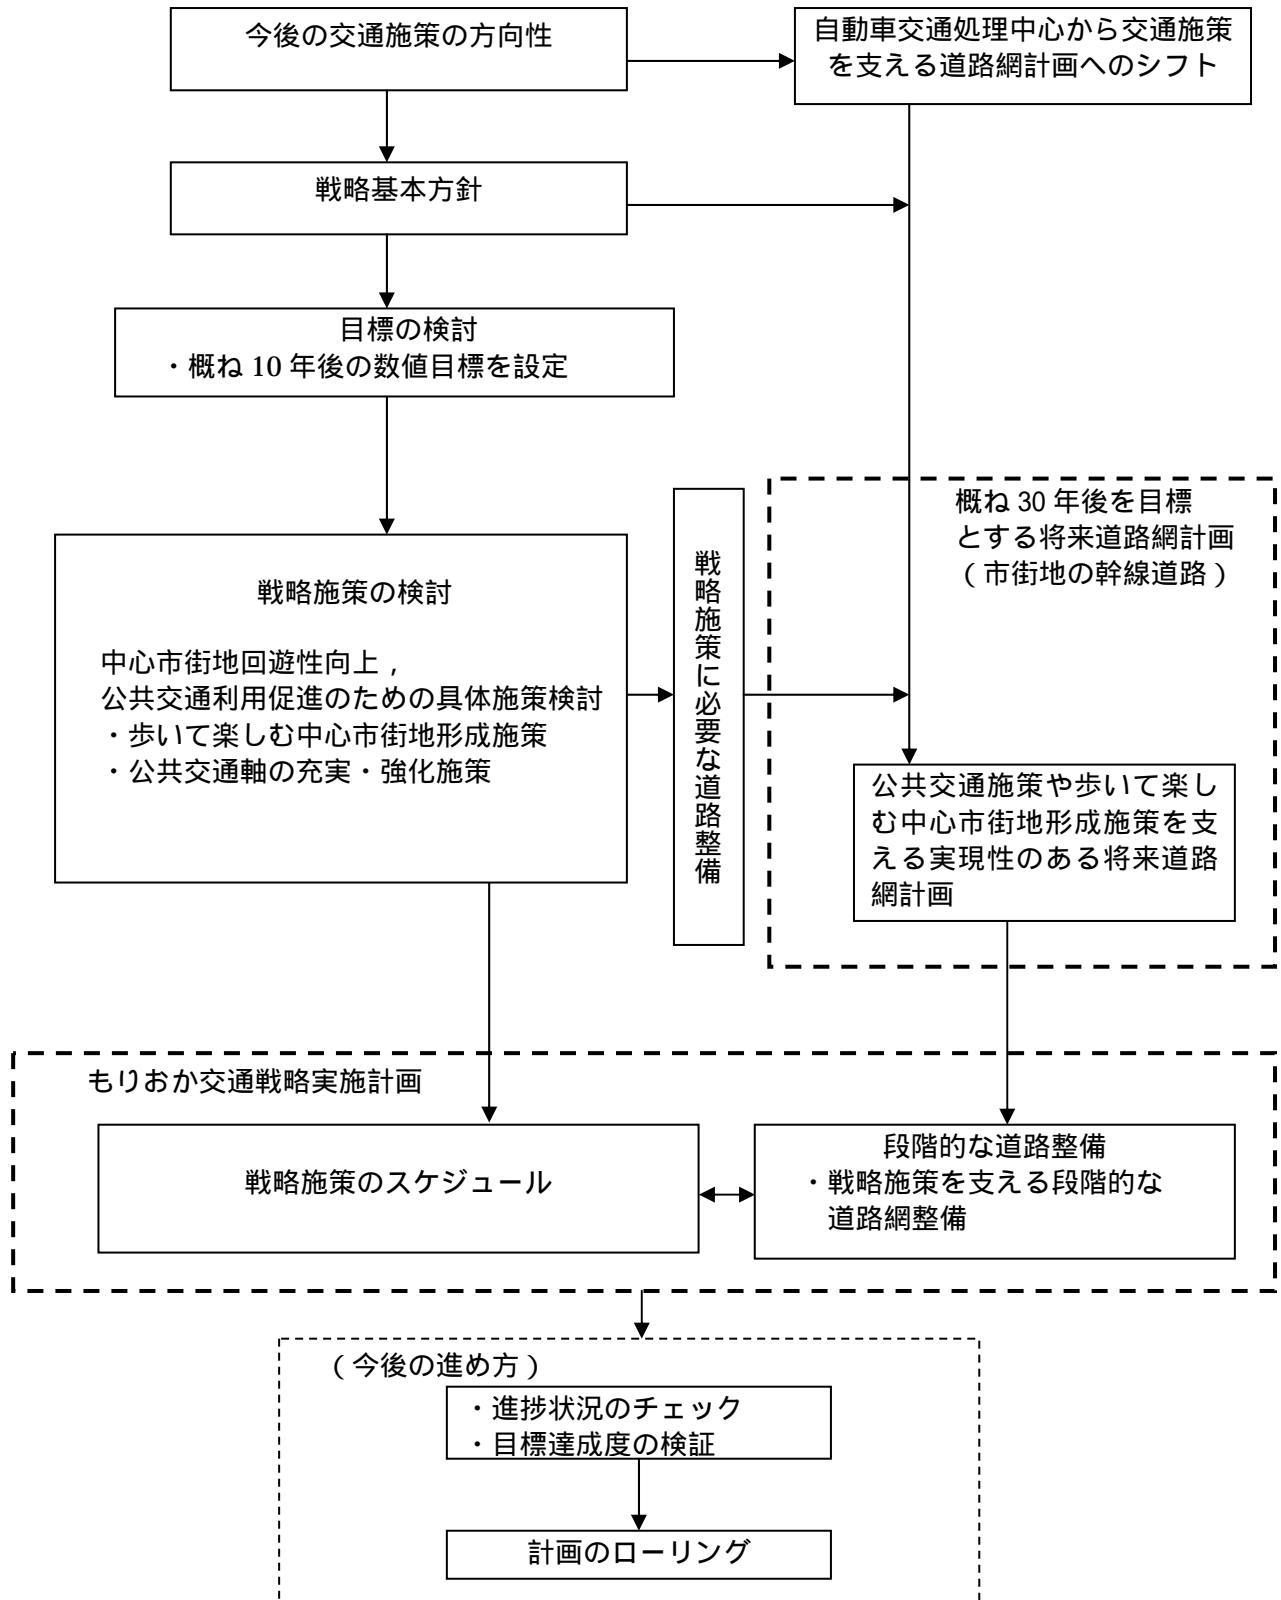 今後の交通施策の方向性
自動車交通処理中心から交通施策
を支える道路網計画へのシフト
戦略基本方針
目標の検討
・概ね 10 年後の数値目標を設定
戦略施策の検討
中心市街地回遊性向上，
公共交通利用促進のための具体施策検討
・歩いて楽しむ中心市街地形成施策
・公共交通軸の充実・強化施策
戦略施策に必要な道路整備
概ね 30 年後を目標
とする将来道路網計画
（市街地の幹線道路）
公共交通施策や歩いて楽し
む中心市街地形成施策を支
える実現性のある将来道路
網計画
もりおか交通戦略実施計画
戦略施策のスケジュール
段階的な道路整備
・戦略施策を支える段階的な
道路網整備
（今後の進め方）
・進捗状況のチェック
・目標達成度の検証
計画のローリング